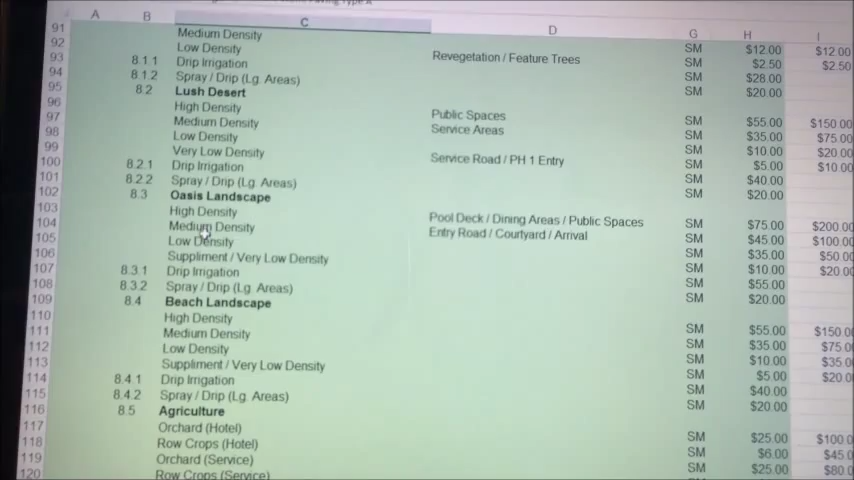 A B C D G H I
91 Medium Density SM $12.00 $12.00
92 Low Density Revegetation / Feature Trees SM $2.50 $2.50
93 8.1.1 Drip Irrigation SM $28.00
94 8.1.2 Spray / Drip (Lg. Areas) SM $20.00
95 8.2 Lush Desert
96 High Density Public Spaces SM $55.00 $150.00
97 Medium Density Service Areas SM $35.00 $75.00
98 Low Density SM $10.00 $20.00
99 Very Low Density Service Road / PH 1 Entry SM $5.00 $10.00
100 8.2.1 Drip Irrigation SM $40.00
101 8.2.2 Spray / Drip (Lg. Areas) SM $20.00
102 8.3 Oasis Landscape
103 High Density Pool Deck / Dining Areas / Public Spaces SM $75.00 $200.00
104 Medium Density Entry Road / Courtyard / Arrival SM $45.00 $100.00
105 Low Density SM $35.00 $50.00
106 Suppliment / Very Low Density SM $10.00 $20.00
107 8.3.1 Drip Irrigation SM $55.00
108 8.3.2 Spray / Drip (Lg. Areas) SM $20.00
109 8.4 Beach Landscape
110 High Density SM $55.00 $150.0
111 Medium Density SM $35.00 $75.0
112 Low Density SM $10.00 $35.0
113 Suppliment / Very Low Density SM $5.00 $20.0
114 8.4.1 Drip Irrigation SM $40.00
115 8.4.2 Spray / Drip (Lg. Areas) SM $20.00
116 8.5 Agriculture
117 Orchard (Hotel) SM $25.00 $100.0
118 Row Crops (Hotel) SM $6.00 $45.0
119 Orchard (Service) SM $25.00 $80.0
120 Row Crops (Service)